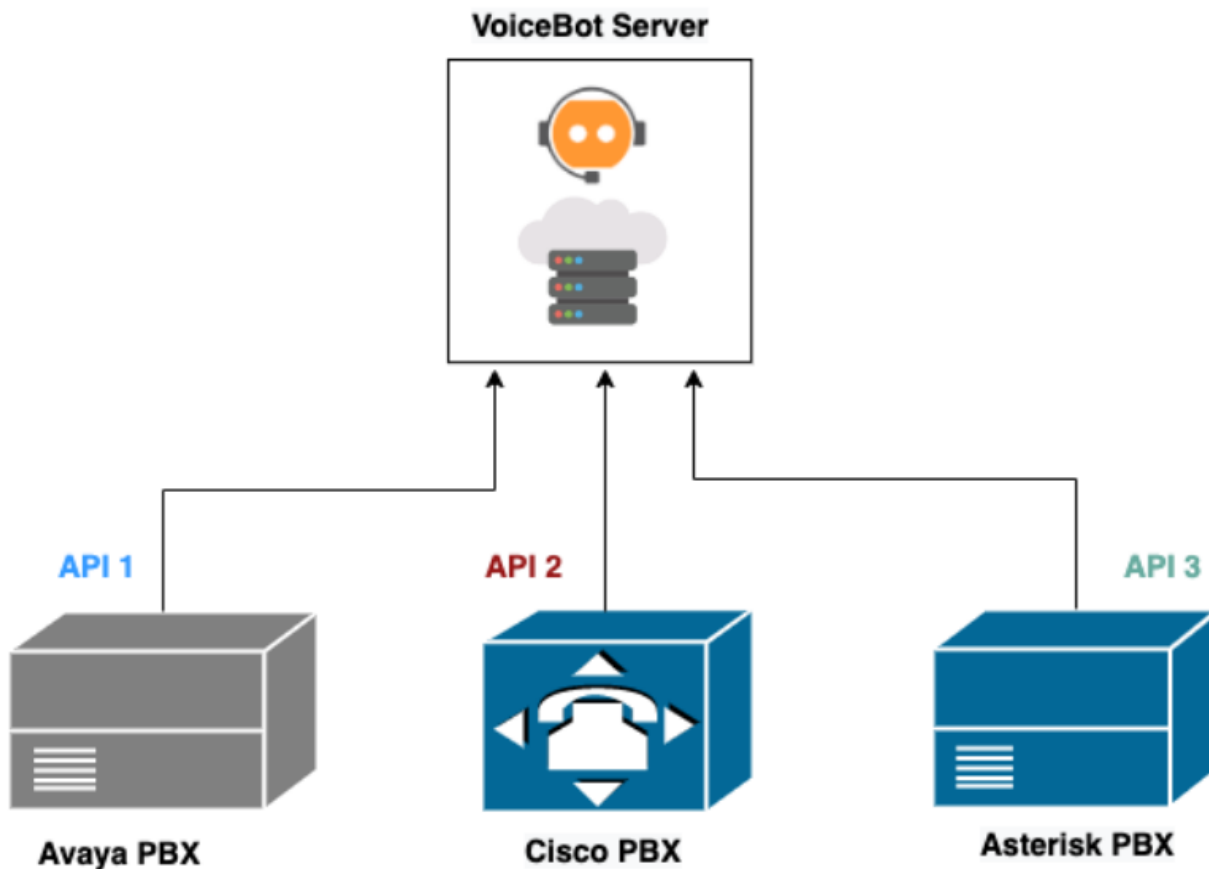 VoiceBot Server
API 1
API 2
API 3
Avaya PBX
Cisco PBX
Asterisk PBX